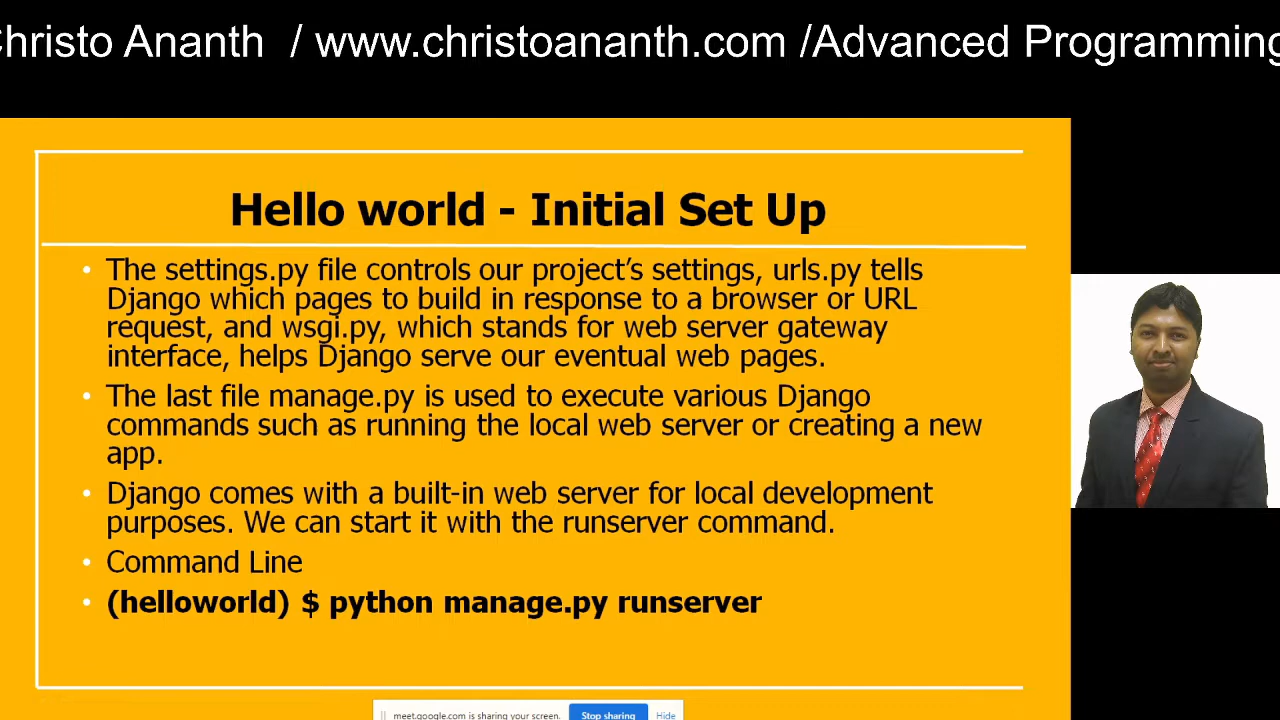 Christo Ananth / www.christoananth.com /Advanced Programming
Hello world - Initial Set Up
• The settings.py file controls our project’s settings, urls.py tells
Django which pages to build in response to a browser or URL
request, and wsgi.py, which stands for web server gateway
interface, helps Django serve our eventual web pages.
• The last file manage.py is used to execute various Django
commands such as running the local web server or creating a new
app.
• Django comes with a built-in web server for local development
purposes. We can start it with the runserver command.
• Command Line
• (helloworld) $ python manage.py runserver
meet.google.com is sharing your screen. Stop sharing Hide